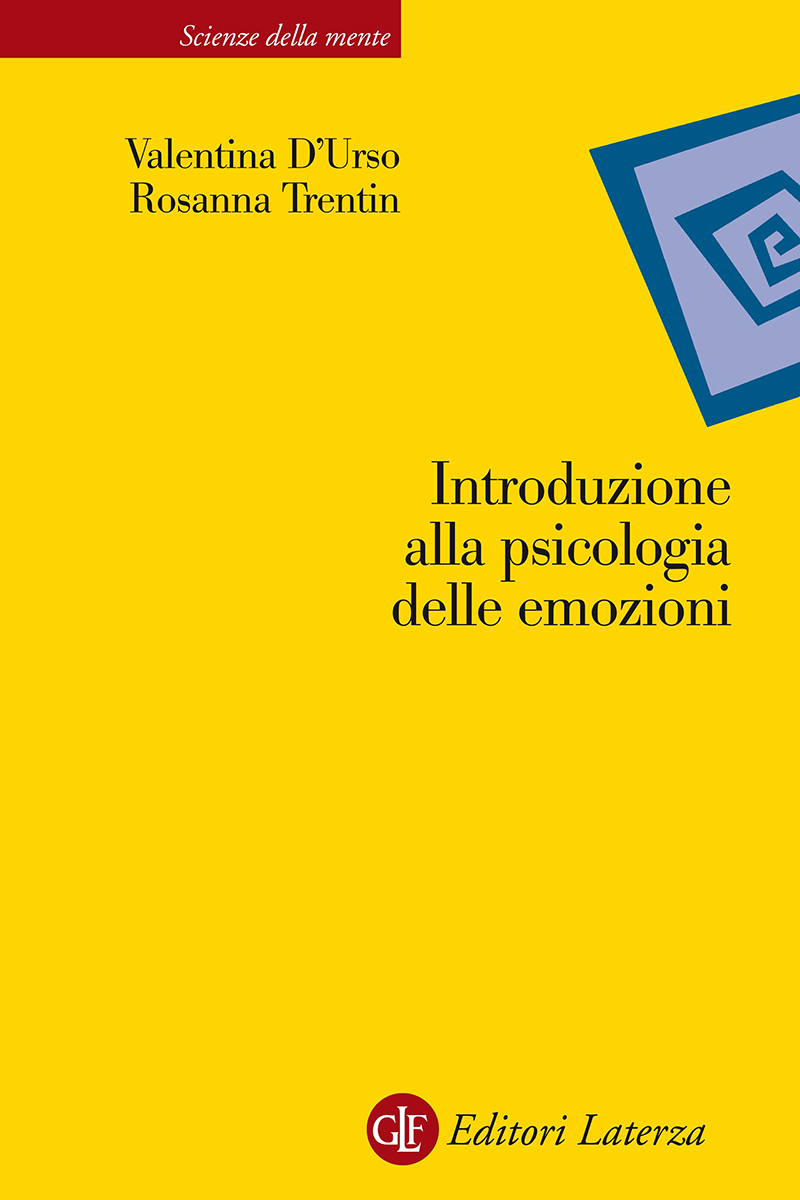 Scienze della mente
Valentina D'Urso
Rosanna Trentin
Introduzione
alla psicologia
delle emozioni
GLF Editori Laterza